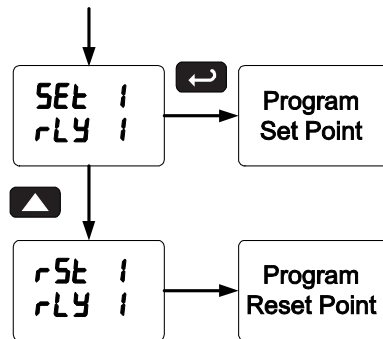 SEt 1
rLY 1
Program
Set Point
rSt 1
rLY 1
Program
Reset Point